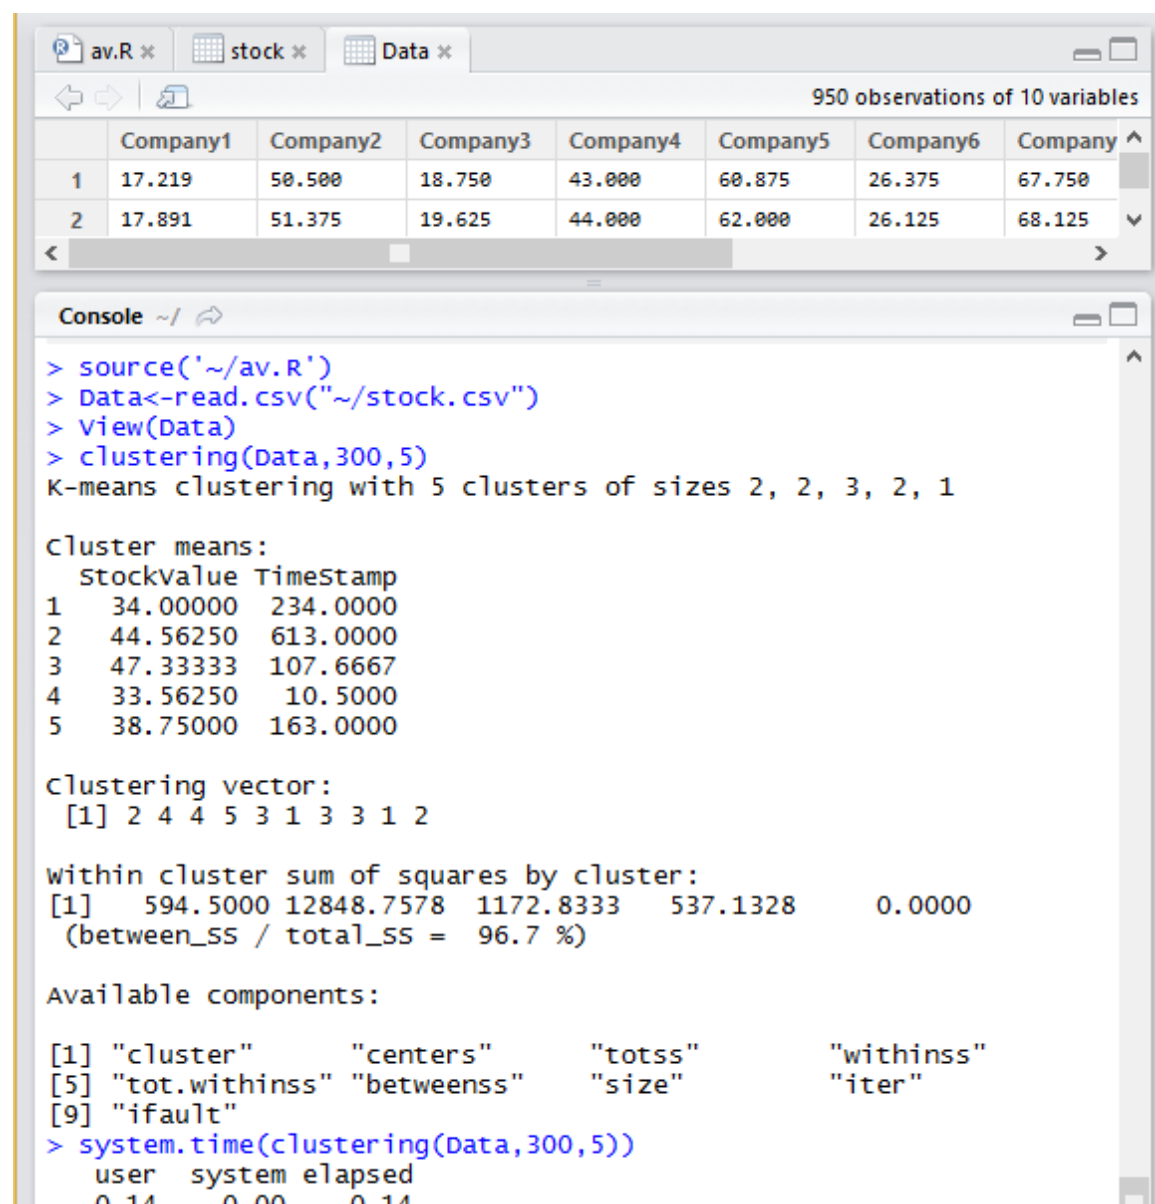 av.R × stock × Data ×
950 observations of 10 variables
Company1 Company2 Company3 Company4 Company5 Company6 Company
1 17.219 50.500 18.750 43.000 60.875 26.375 67.750
2 17.891 51.375 19.625 44.000 62.000 26.125 68.125
Console ~/
> source('~/av.R')
> Data<-read.csv("~/stock.csv")
> View(Data)
> clustering(Data,300,5)
K-means clustering with 5 clusters of sizes 2, 2, 3, 2, 1
Cluster means:
StockValue TimeStamp
1 34.00000 234.0000
2 44.56250 613.0000
3 47.33333 107.6667
4 33.56250 10.5000
5 38.75000 163.0000
Clustering vector:
[1] 2 4 4 5 3 1 3 3 1 2
Within cluster sum of squares by cluster:
[1] 594.5000 12848.7578 1172.8333 537.1328 0.0000
(between_SS / total_SS = 96.7 %)
Available components:
[1] "cluster" "centers" "totss" "withinss"
[5] "tot.withinss" "betweenss" "size" "iter"
[9] "ifault"
> system.time(clustering(Data,300,5))
user system elapsed
0.14 0.00 0.14